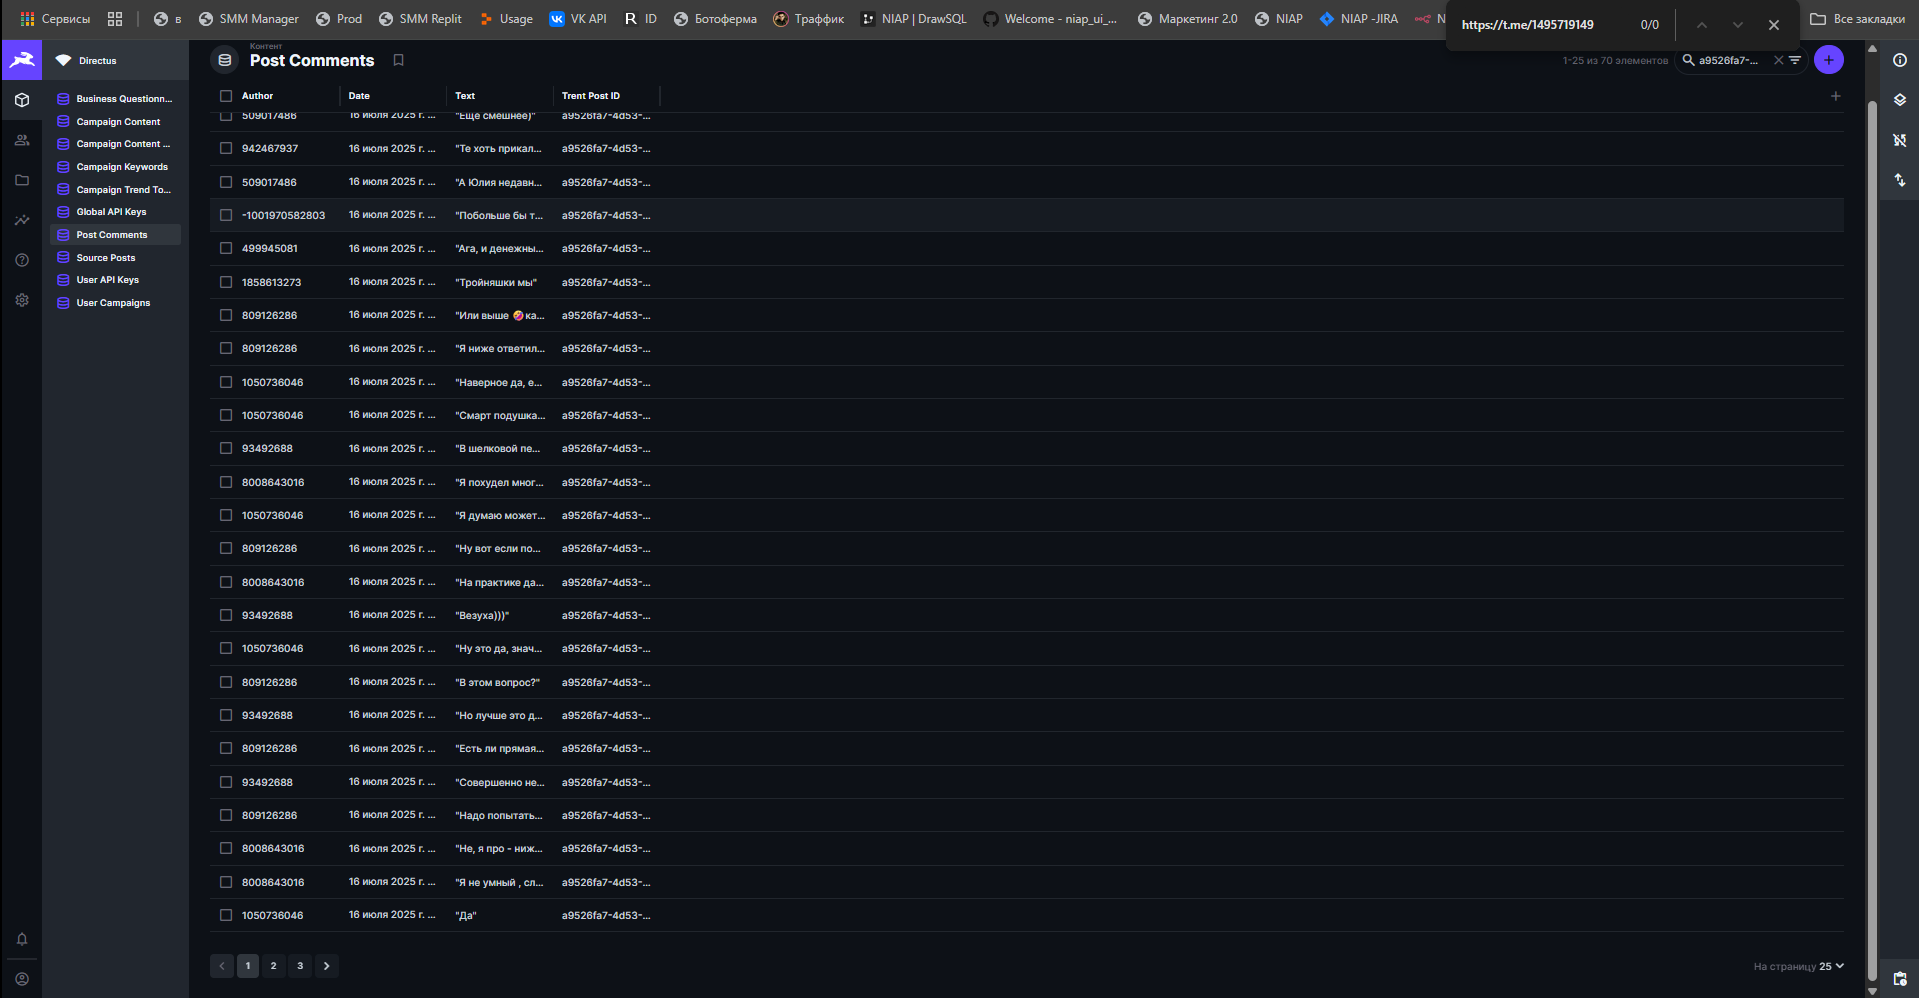 Сервисы
в
SMM Manager
Prod
SMM Replit
Usage
VK API
ID
Ботоферма
Траффик
NIAP | DrawSQL
Welcome - niap_ui_...
Маркетинг 2.0
NIAP
NIAP -JIRA
N
https://t.me/1495719149
0/0
Все закладки
Directus
Business Questionn...
Campaign Content
Campaign Content ...
Campaign Keywords
Campaign Trend To...
Global API Keys
Post Comments
Source Posts
User API Keys
User Campaigns
Контент
Post Comments
1-25 из 70 элементов
a9526fa7-...
Author Date Text Trent Post ID
509017486 16 июля 2025 г. ... "Еще смешнее)" a9526fa7-4d53-...
942467937 16 июля 2025 г. ... "Те хоть прикал... a9526fa7-4d53-...
509017486 16 июля 2025 г. ... "А Юлия недавн... a9526fa7-4d53-...
-1001970582803 16 июля 2025 г. ... "Побольше бы т... a9526fa7-4d53-...
499945081 16 июля 2025 г. ... "Ага, и денежны... a9526fa7-4d53-...
1858613273 16 июля 2025 г. ... "Тройняшки мы" a9526fa7-4d53-...
809126286 16 июля 2025 г. ... "Или выше 🤣ка... a9526fa7-4d53-...
809126286 16 июля 2025 г. ... "Я ниже ответил... a9526fa7-4d53-...
1050736046 16 июля 2025 г. ... "Наверное да, е... a9526fa7-4d53-...
1050736046 16 июля 2025 г. ... "Смарт подушка... a9526fa7-4d53-...
93492688 16 июля 2025 г. ... "В шелковой пе... a9526fa7-4d53-...
8008643016 16 июля 2025 г. ... "Я похудел мног... a9526fa7-4d53-...
1050736046 16 июля 2025 г. ... "Я думаю может... a9526fa7-4d53-...
809126286 16 июля 2025 г. ... "Ну вот если по... a9526fa7-4d53-...
8008643016 16 июля 2025 г. ... "На практике да... a9526fa7-4d53-...
93492688 16 июля 2025 г. ... "Везуха)))" a9526fa7-4d53-...
1050736046 16 июля 2025 г. ... "Ну это да, знач... a9526fa7-4d53-...
809126286 16 июля 2025 г. ... "В этом вопрос?" a9526fa7-4d53-...
93492688 16 июля 2025 г. ... "Но лучше это д... a9526fa7-4d53-...
809126286 16 июля 2025 г. ... "Есть ли прямая... a9526fa7-4d53-...
93492688 16 июля 2025 г. ... "Совершенно не... a9526fa7-4d53-...
809126286 16 июля 2025 г. ... "Надо попытать... a9526fa7-4d53-...
8008643016 16 июля 2025 г. ... "Не, я про - ниж... a9526fa7-4d53-...
8008643016 16 июля 2025 г. ... "Я не умный , сл... a9526fa7-4d53-...
1050736046 16 июля 2025 г. ... "Да" a9526fa7-4d53-...
1 2 3
На страницу 25